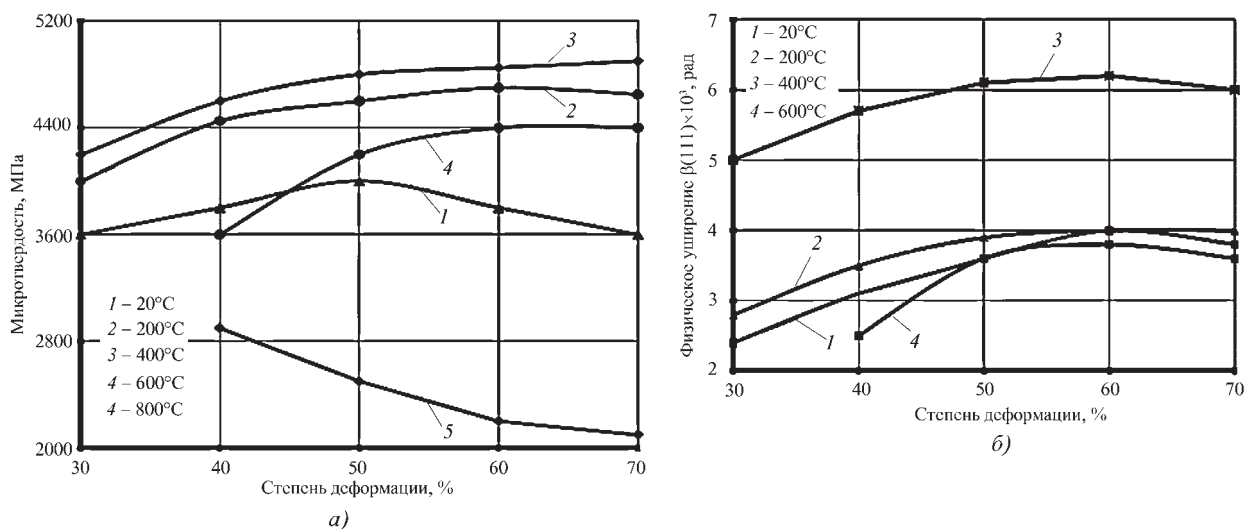 5200
4400
3600
2800
2000
Микротвердость, МПа
3
2
4
1
5
1 – 20°C
2 – 200°C
3 – 400°C
4 – 600°C
4 – 800°C
30 40 50 60 70
Степень деформации, %
а)
7
6
5
4
3
2
Физическое уширение β(111)×10³, рад
1 – 20°C
2 – 200°C
3 – 400°C
4 – 600°C
3
2
1
4
30 40 50 60 70
Степень деформации, %
б)